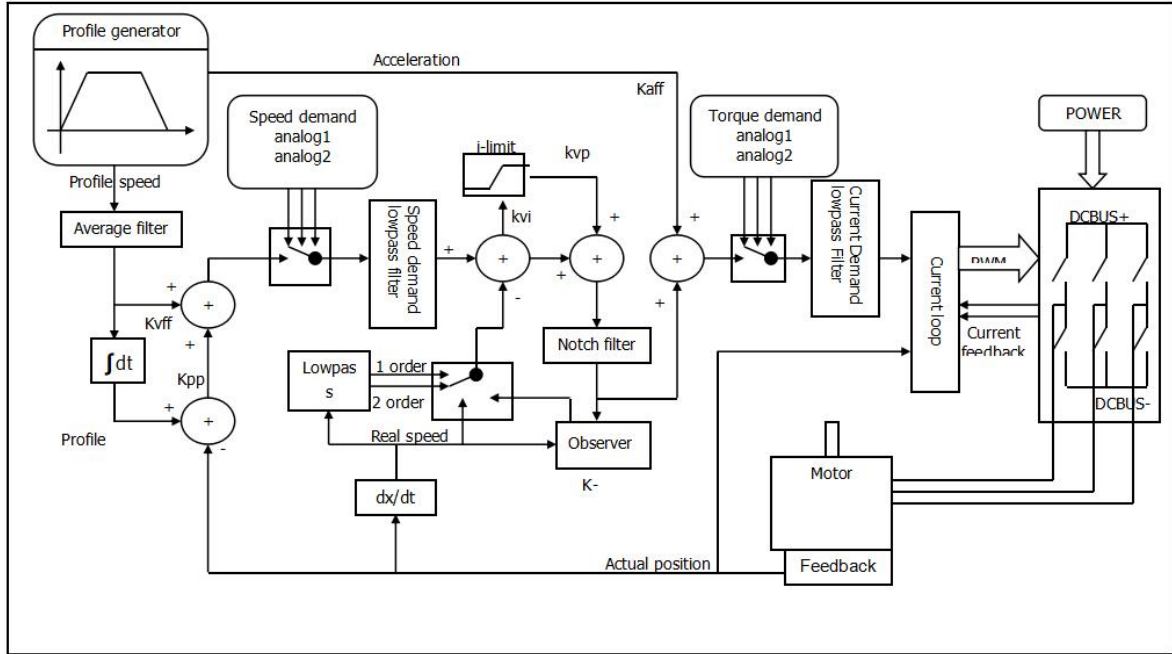 Profile generator
Acceleration
Kaff
Speed demand
analog1
analog2
Torque demand
analog1
analog2
POWER
i-limit
kvp
Profile speed
Average filter
kvi
Speed demand
lowpass filter
Current Demand
lowpass Filter
DCBUS+
PWM
Current loop
Current
feedback
DCBUS-
+
+
+
+
+
-
+
+
+
+
+
+
Kvff
+
∫dt
Kpp
+
+
-
Profile
Notch filter
Lowpas
s
1 order
2 order
Real speed
Observer
K-
dx/dt
Motor
Actual position
Feedback